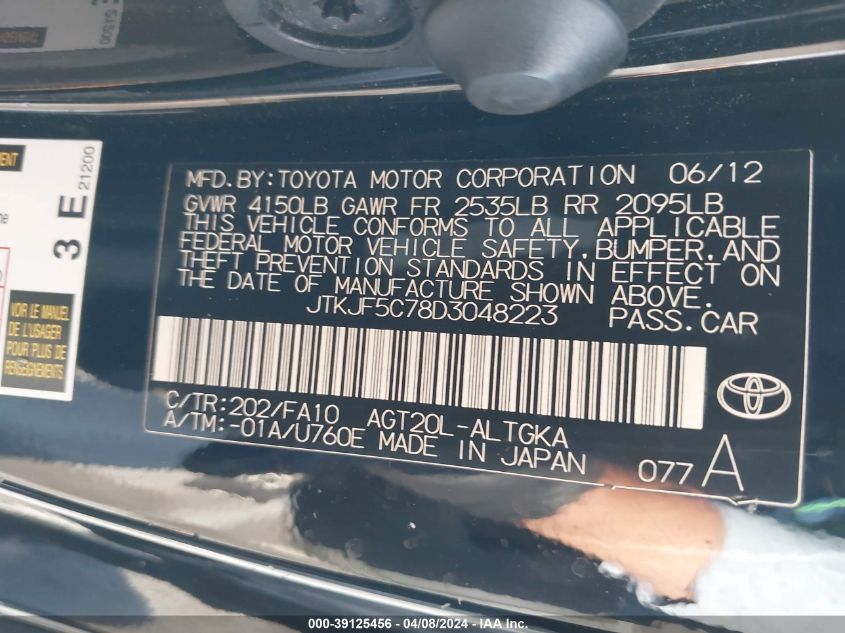 MFD.BY:TOYOTA MOTOR CORPORATION 06/12
GVWR 4150LB GAWR FR 2535LB RR 2095LB
THIS VEHICLE CONFORMS TO ALL APPLICABLE
FEDERAL MOTOR VEHICLE SAFETY,BUMPER,AND
THEFT PREVENTION STANDARDS IN EFFECT ON
THE DATE OF MANUFACTURE SHOWN ABOVE.
JTKJF5C78D3048223 PASS.CAR
C/TR:202/FA10 AGT20L-ALTGKA
A/TM:-01A/U760E MADE IN JAPAN
077 A
3 E
21200
VOIR LE MANUEL
DE L'USAGER
POUR PLUS DE
RENSEIGNEMENTS
000-39125456 - 04/08/2024 - IAA Inc.